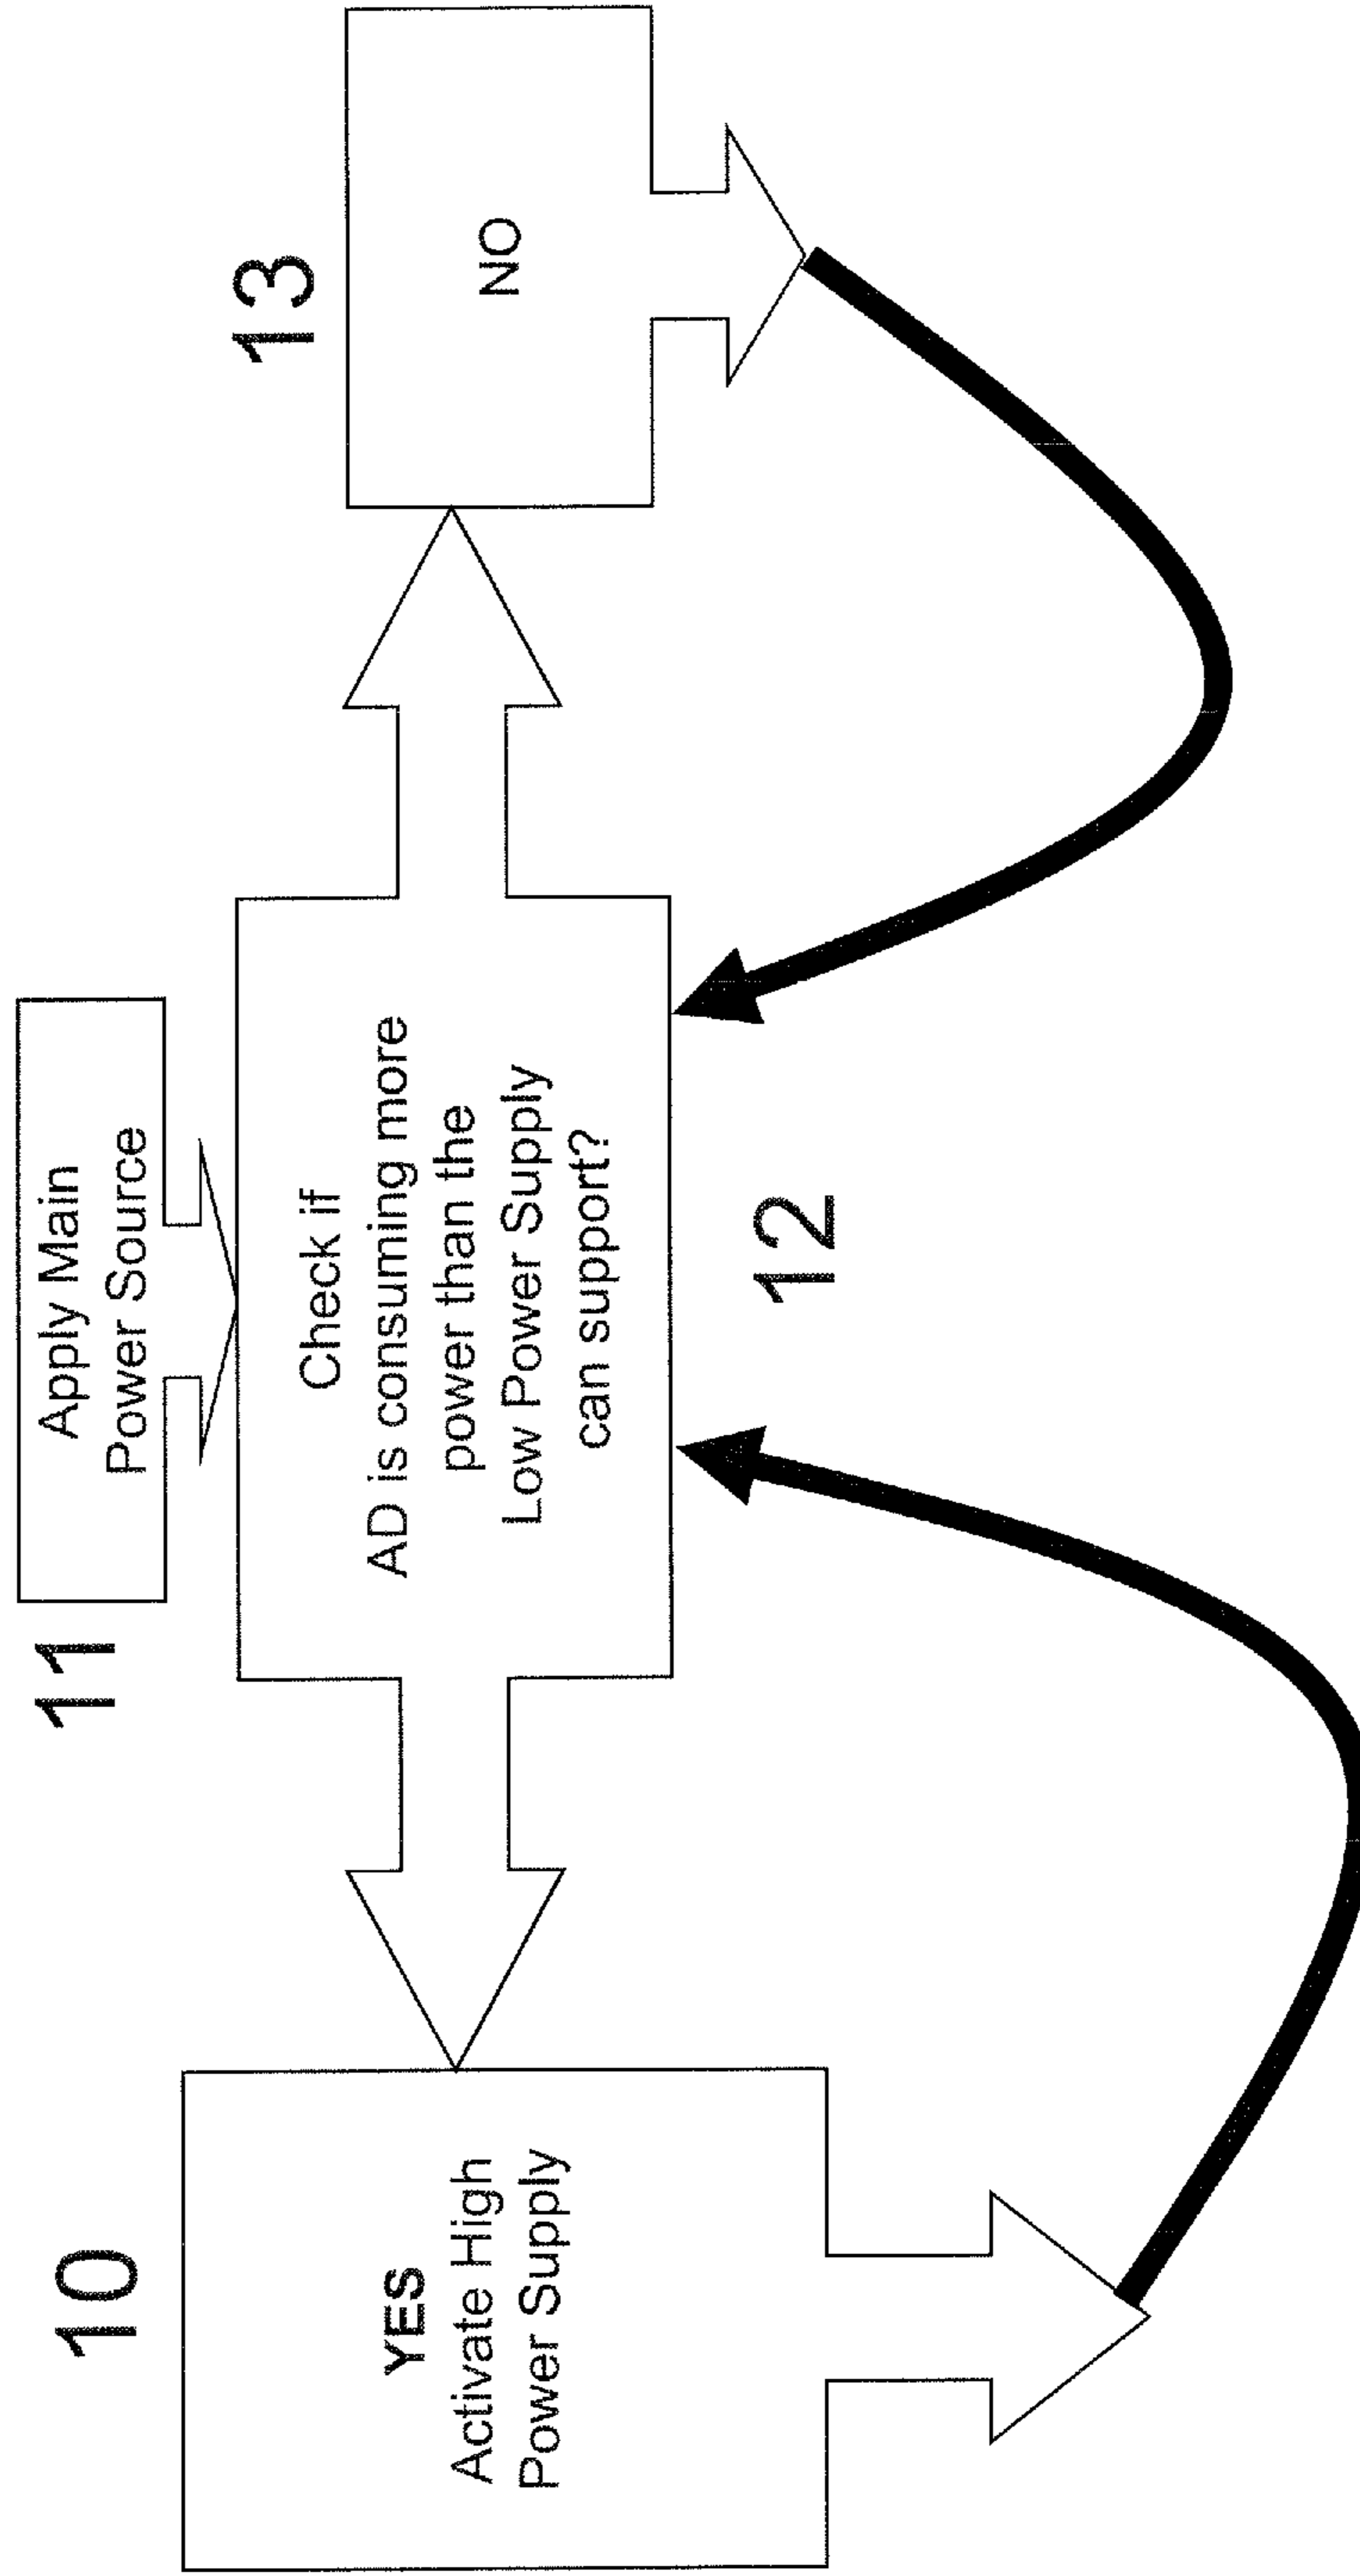 11
Apply Main
Power Source
10
YES
Activate High
Power Supply
Check if
AD is consuming more
power than the
Low Power Supply
can support?
12
13
NO